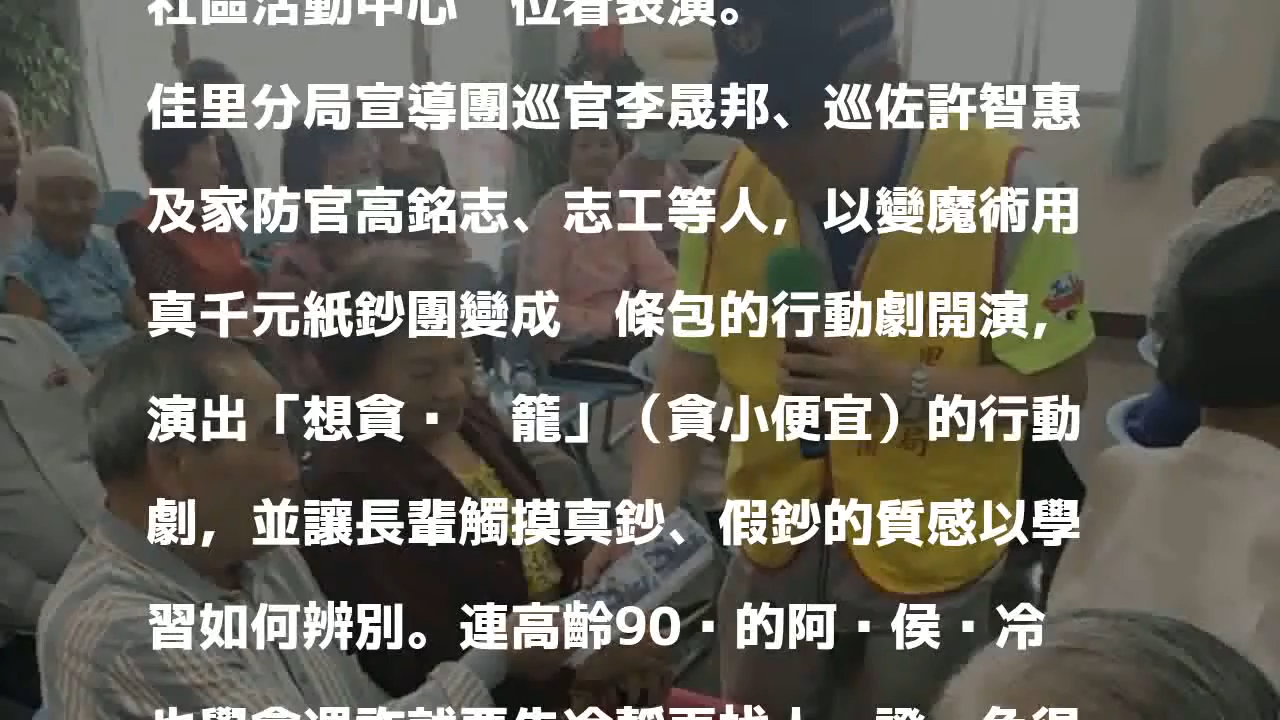 社區活動中心　位看表演。
佳里分局宣導團巡官李晟邦、巡佐許智惠
及家防官高銘志、志工等人，以變魔術用
真千元紙鈔團變成　條包的行動劇開演，
演出「想貪▪　籠」（貪小便宜）的行動
劇，並讓長輩觸摸真鈔、假鈔的質感以學
習如何辨別。連高齡90▪的阿▪侯▪冷